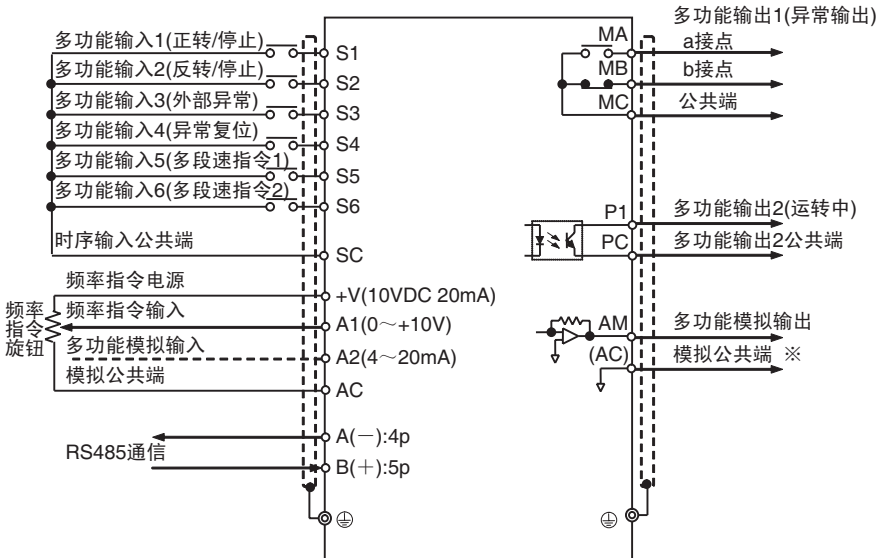 多功能输入1(正转/停止)
S1
多功能输入2(反转/停止)
S2
多功能输入3(外部异常)
S3
多功能输入4(异常复位)
S4
多功能输入5(多段速指令1)
S5
多功能输入6(多段速指令2)
S6
时序输入公共端
SC
频率指令电源
+V(10VDC 20mA)
频率
指令
旋钮
频率指令输入
A1(0～+10V)
多功能模拟输入
A2(4～20mA)
模拟公共端
AC
RS485通信
A(－):4p
B(＋):5p
多功能输出1(异常输出)
MA
a接点
MB
b接点
MC
公共端
P1
多功能输出2(运转中)
PC
多功能输出2公共端
AM
多功能模拟输出
(AC)
模拟公共端 ※